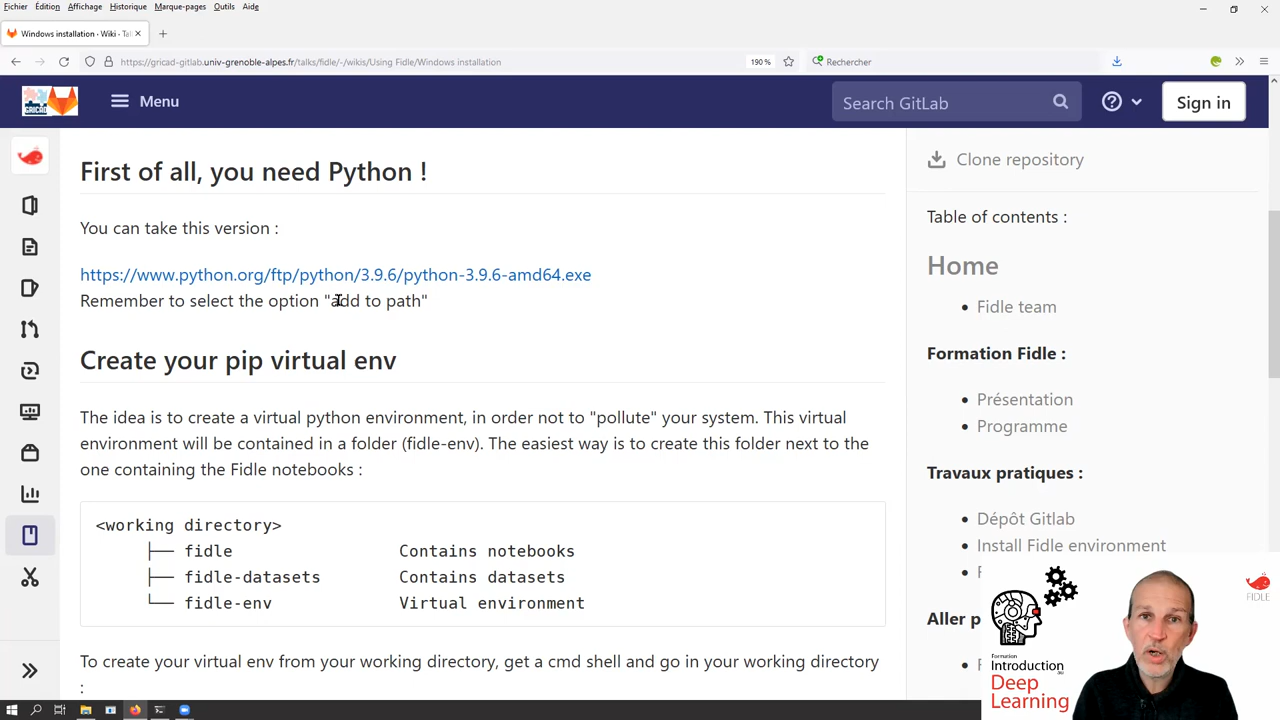 Fichier Édition Affichage Historique Marque-pages Outils Aide
Windows installation · Wiki · Tal
https://gricad-gitlab.univ-grenoble-alpes.fr/talks/fidle/-/wikis/Using Fidle/Windows installation
190 %
Rechercher
GRICAD
Menu
Search GitLab
Sign in
First of all, you need Python !
You can take this version :
https://www.python.org/ftp/python/3.9.6/python-3.9.6-amd64.exe
Remember to select the option "add to path"
Create your pip virtual env
The idea is to create a virtual python environment, in order not to "pollute" your system. This virtual
environment will be contained in a folder (fidle-env). The easiest way is to create this folder next to the
one containing the Fidle notebooks :
<working directory>
├── fidle Contains notebooks
├── fidle-datasets Contains datasets
└── fidle-env Virtual environment
To create your virtual env from your working directory, get a cmd shell and go in your working directory
:
Clone repository
Table of contents :
Home
Fidle team
Formation Fidle :
Présentation
Programme
Travaux pratiques :
Dépôt Gitlab
Install Fidle environment
Aller p
Formation
Introduction
Deep
Learning
FIDLE